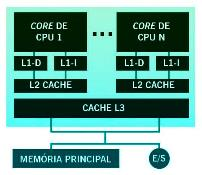 CORE DE
CPU 1
...
CORE DE
CPU N
L1-D
L1-I
L1-D
L1-I
L2 CACHE
L2 CACHE
CACHE L3
MEMÓRIA PRINCIPAL
E/S